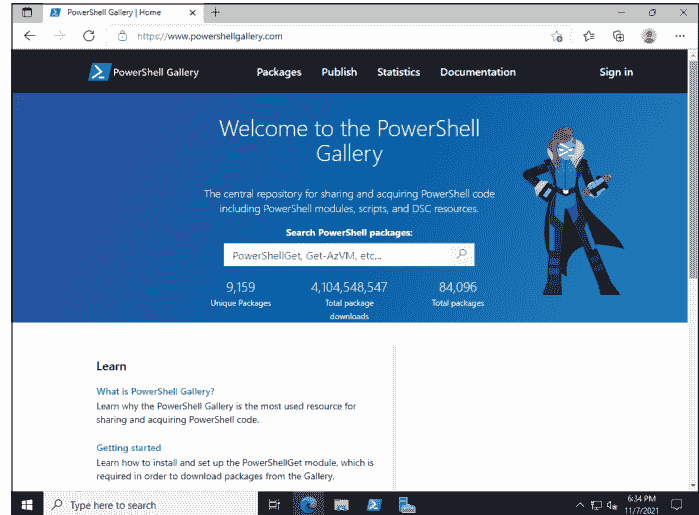 PowerShell Gallery | Home
https://www.powershellgallery.com
PowerShell Gallery
Packages
Publish
Statistics
Documentation
Sign in
Welcome to the PowerShell
Gallery
The central repository for sharing and acquiring PowerShell code
including PowerShell modules, scripts, and DSC resources.
Search PowerShell packages:
PowerShellGet, Get-AzVM, etc...
9,159
4,104,548,547
84,096
Unique Packages
Total package
downloads
Total packages
Learn
What is PowerShell Gallery?
Learn why the PowerShell Gallery is the most used resource for
sharing and acquiring PowerShell code.
Getting started
Learn how to install and set up the PowerShellGet module, which is
required in order to download packages from the Gallery.
Type here to search
6:34 PM
11/7/2021